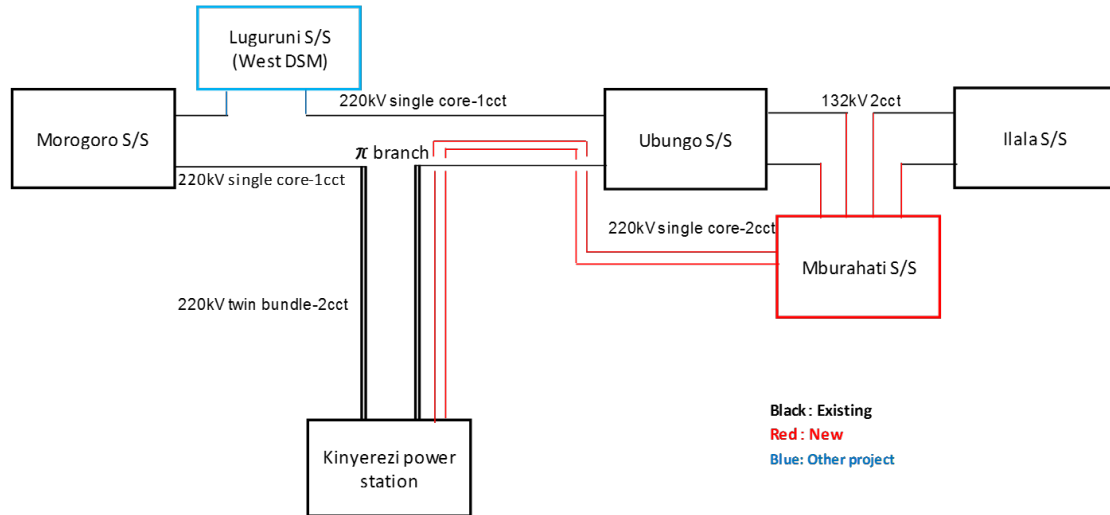 Luguruni S/S
(West DSM)
220kV single core-1cct
132kV 2cct
Morogoro S/S
Ubungo S/S
Ilala S/S
π branch
220kV single core-1cct
220kV single core-2cct
Mburahati S/S
220kV twin bundle-2cct
Black : Existing
Red : New
Blue: Other project
Kinyerezi power
station